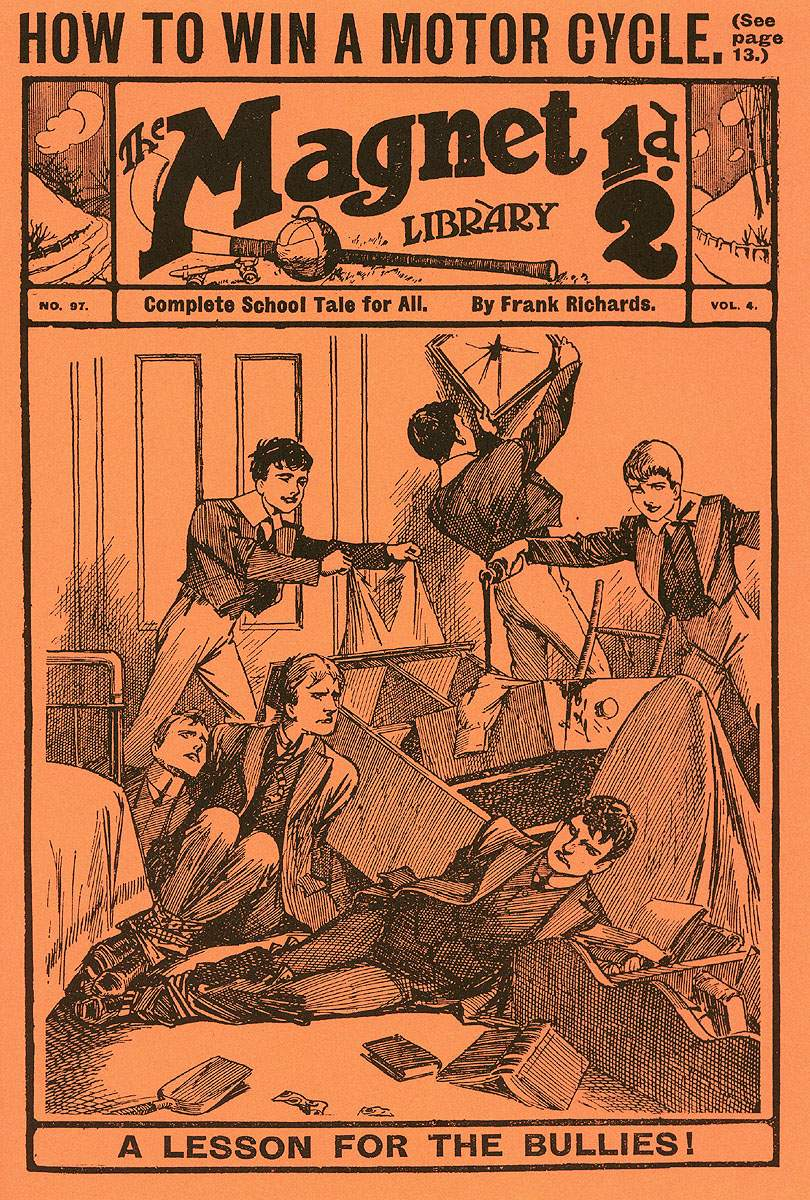 HOW TO WIN A MOTOR CYCLE. (See page 13.)
The Magnet 1d.
LIBRARY 2
NO. 97. Complete School Tale for All. By Frank Richards. VOL. 4.
A LESSON FOR THE BULLIES!